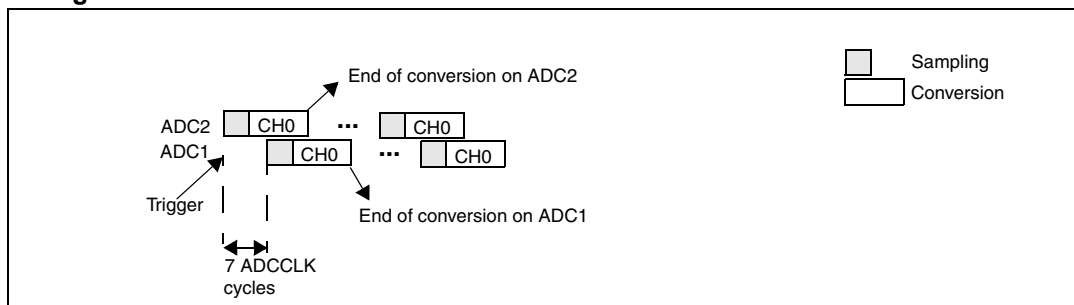 End of conversion on ADC2
Sampling
Conversion
ADC2
CH0
...
CH0
ADC1
CH0
...
CH0
Trigger
End of conversion on ADC1
7 ADCCLK
cycles